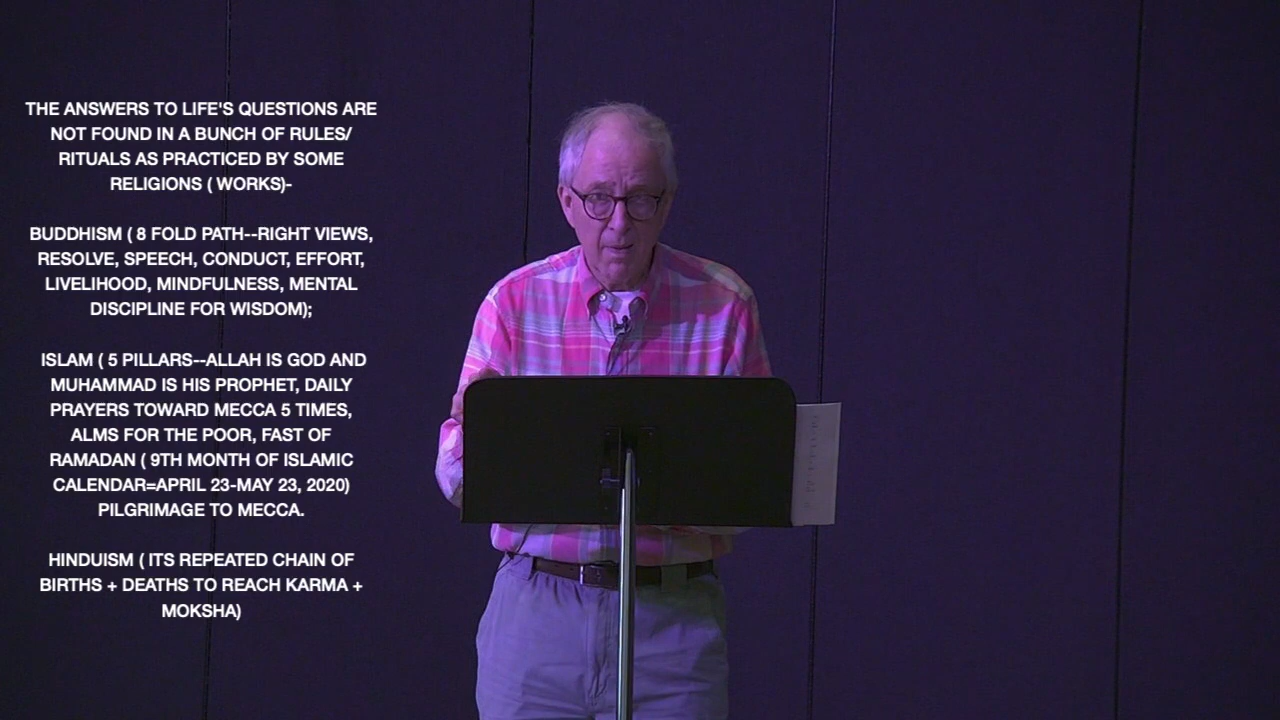 THE ANSWERS TO LIFE'S QUESTIONS ARE
NOT FOUND IN A BUNCH OF RULES/
RITUALS AS PRACTICED BY SOME
RELIGIONS ( WORKS)-
BUDDHISM ( 8 FOLD PATH--RIGHT VIEWS,
RESOLVE, SPEECH, CONDUCT, EFFORT,
LIVELIHOOD, MINDFULNESS, MENTAL
DISCIPLINE FOR WISDOM);
ISLAM ( 5 PILLARS--ALLAH IS GOD AND
MUHAMMAD IS HIS PROPHET, DAILY
PRAYERS TOWARD MECCA 5 TIMES,
ALMS FOR THE POOR, FAST OF
RAMADAN ( 9TH MONTH OF ISLAMIC
CALENDAR=APRIL 23-MAY 23, 2020)
PILGRIMAGE TO MECCA.
HINDUISM ( ITS REPEATED CHAIN OF
BIRTHS + DEATHS TO REACH KARMA +
MOKSHA)